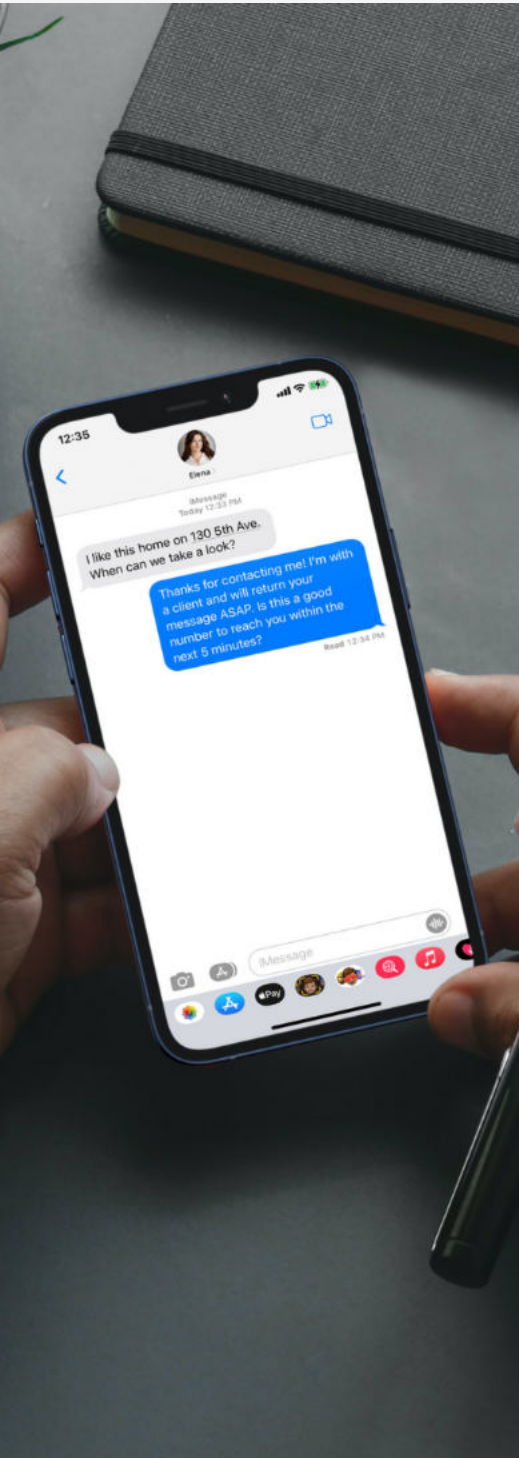 12:35
Elena
iMessage
Today 12:33 PM
I like this home on 130 5th Ave.
When can we take a look?
Thanks for contacting me! I'm with
a client and will return your
message ASAP. Is this a good
number to reach you within the
next 5 minutes?
Read 12:34 PM
iMessage
Pay